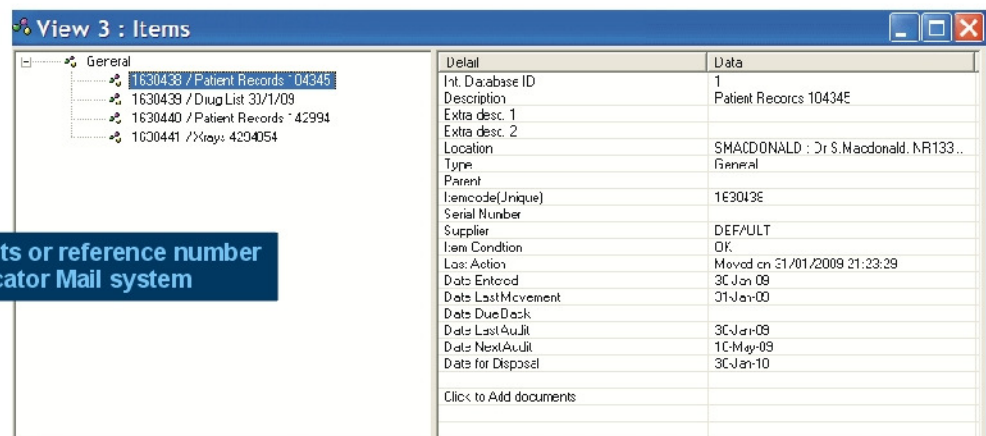 View 3 : Items
General
1630438 / Patient Records 104345
1630439 / Drug List 30/1/09
1630440 / Patient Records 142994
1630441 / Xrays 4204054
ts or reference number
cator Mail system
Detail Data
Int. Database ID 1
Description Patient Records 104345
Extra desc. 1
Extra desc. 2
Location SMACDONALD : Dr S.Macdonald. NR133...
Type General
Parent
Itemcode(Unique) 1630438
Serial Number
Supplier DEFAULT
Item Condition OK
Last Action Moved on 31/01/2009 21:23:29
Date Entered 30-Jan-09
Date LastMovement 31-Jan-09
Date DueBack
Date LastAudit 30-Jan-09
Date NextAudit 10-May-09
Date for Disposal 30-Jan-10
Click to Add documents